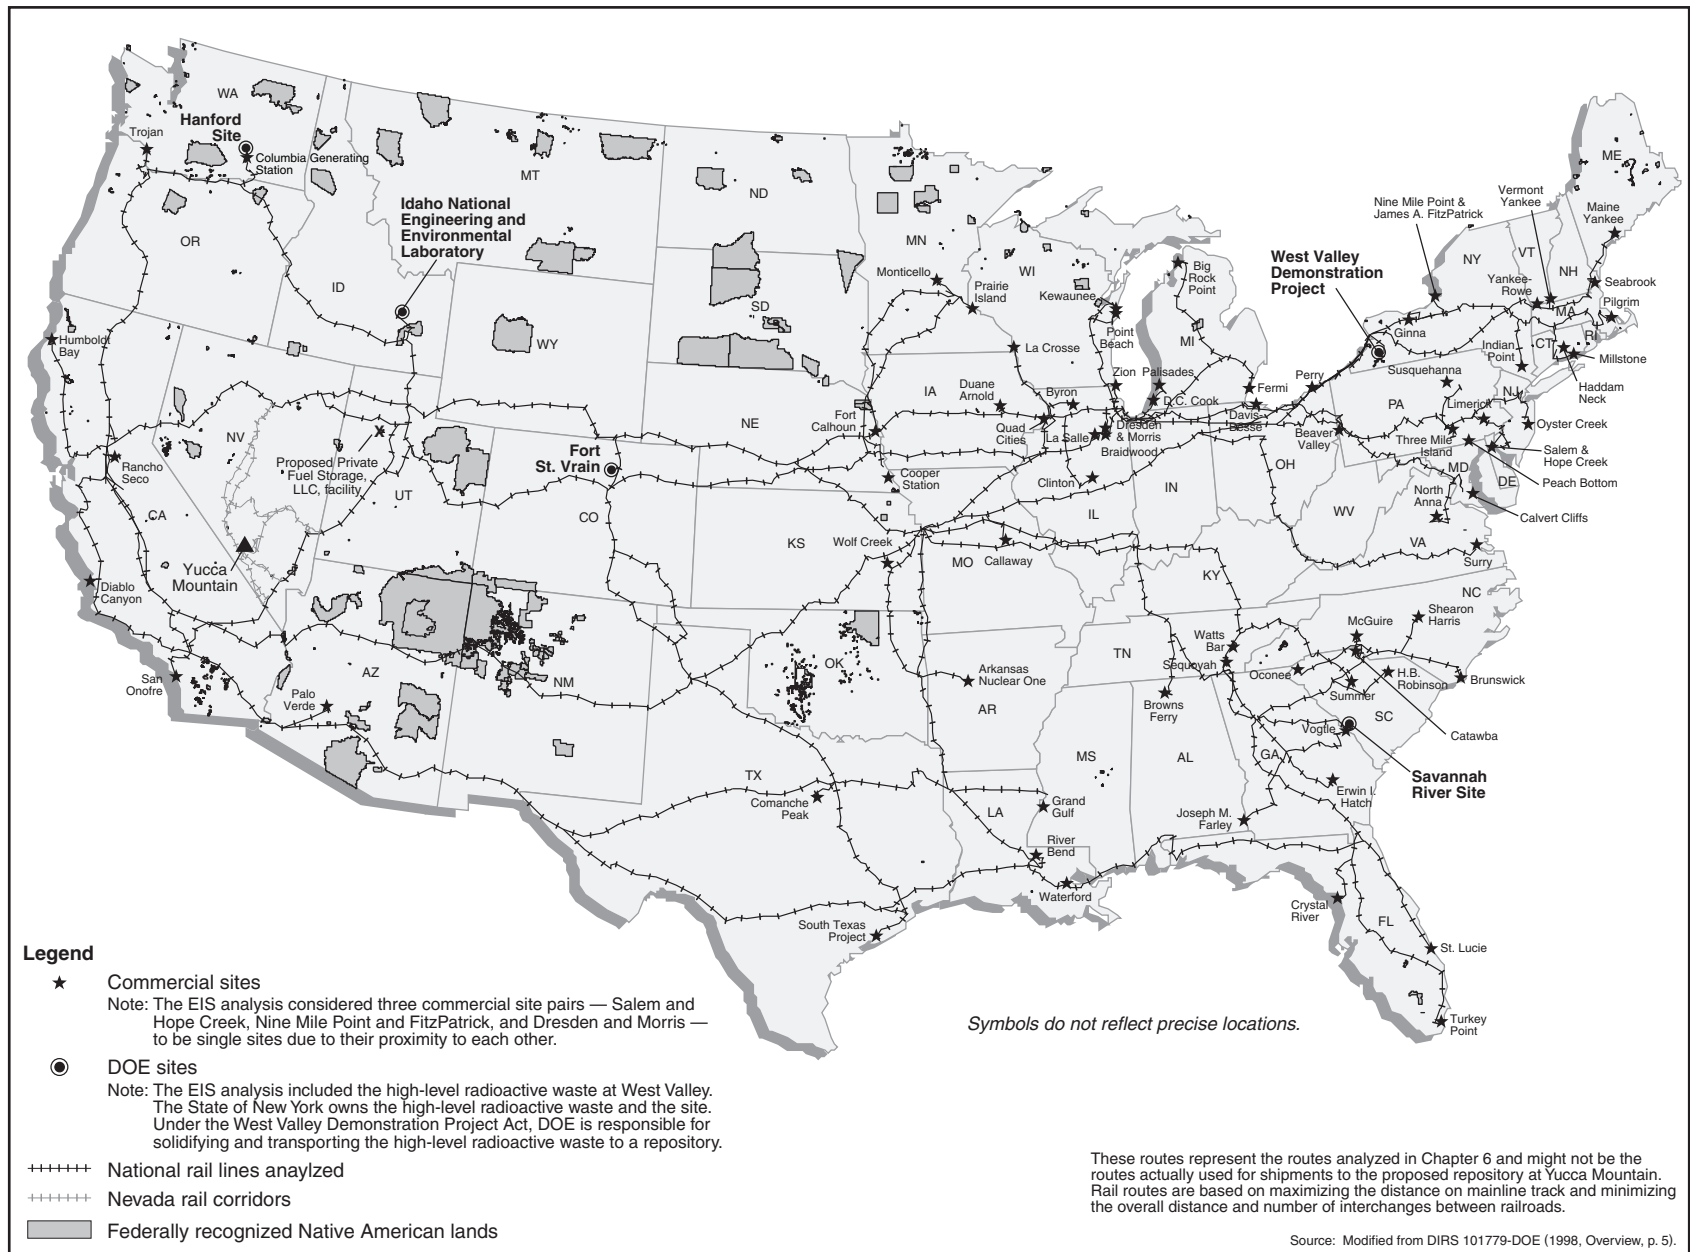 WA
Hanford
Site
Trojan
Columbia Generating
Station
MT
ND
MN
ME
OR
ID
Idaho National
Engineering and
Environmental
Laboratory
Nine Mile Point &
James A. FitzPatrick
Vermont
Yankee
Maine
Yankee
West Valley
Demonstration
Project
NY
VT
NH
Yankee-
Rowe
Seabrook
Pilgrim
MA
RI
CT
Monticello
Prairie
Island
WI
Kewaunee
Big
Rock
Point
Point
Beach
MI
Ginna
Indian
Point
Millstone
Haddam
Neck
Susquehanna
NJ
Humboldt
Bay
WY
SD
La Crosse
IA
Duane
Arnold
Byron
Zion
Palisades
D.C. Cook
Fermi
Perry
Davis-
Besse
PA
Limerick
Oyster Creek
NV
NE
Fort
Calhoun
Quad
Cities
La Salle
Dresden
& Morris
Braidwood
Beaver
Valley
Three Mile
Island
Salem &
Hope Creek
Peach Bottom
MD
DE
Rancho
Seco
Proposed Private
Fuel Storage,
LLC, facility
UT
Fort
St. Vrain
Cooper
Station
Clinton
OH
IN
IL
WV
North
Anna
Calvert Cliffs
CA
CO
KS
Wolf Creek
MO
Callaway
KY
VA
Surry
Yucca
Mountain
Diablo
Canyon
NC
Shearon
Harris
McGuire
Watts
Bar
Sequoyah
Oconee
TN
OK
Arkansas
Nuclear One
AR
AZ
NM
San
Onofre
Palo
Verde
Browns
Ferry
Summer
H.B.
Robinson
Brunswick
SC
Catawba
Vogtle
Savannah
River Site
GA
MS
AL
TX
Comanche
Peak
LA
Grand
Gulf
Erwin I.
Hatch
Joseph M.
Farley
River
Bend
Waterford
Crystal
River
FL
St. Lucie
South Texas
Project
Turkey
Point
Legend
Commercial sites
Note: The EIS analysis considered three commercial site pairs — Salem and
Hope Creek, Nine Mile Point and FitzPatrick, and Dresden and Morris —
to be single sites due to their proximity to each other.
DOE sites
Note: The EIS analysis included the high-level radioactive waste at West Valley.
The State of New York owns the high-level radioactive waste and the site.
Under the West Valley Demonstration Project Act, DOE is responsible for
solidifying and transporting the high-level radioactive waste to a repository.
National rail lines anaylzed
Nevada rail corridors
Federally recognized Native American lands
Symbols do not reflect precise locations.
These routes represent the routes analyzed in Chapter 6 and might not be the
routes actually used for shipments to the proposed repository at Yucca Mountain.
Rail routes are based on maximizing the distance on mainline track and minimizing
the overall distance and number of interchanges between railroads.
Source: Modified from DIRS 101779-DOE (1998, Overview, p. 5).